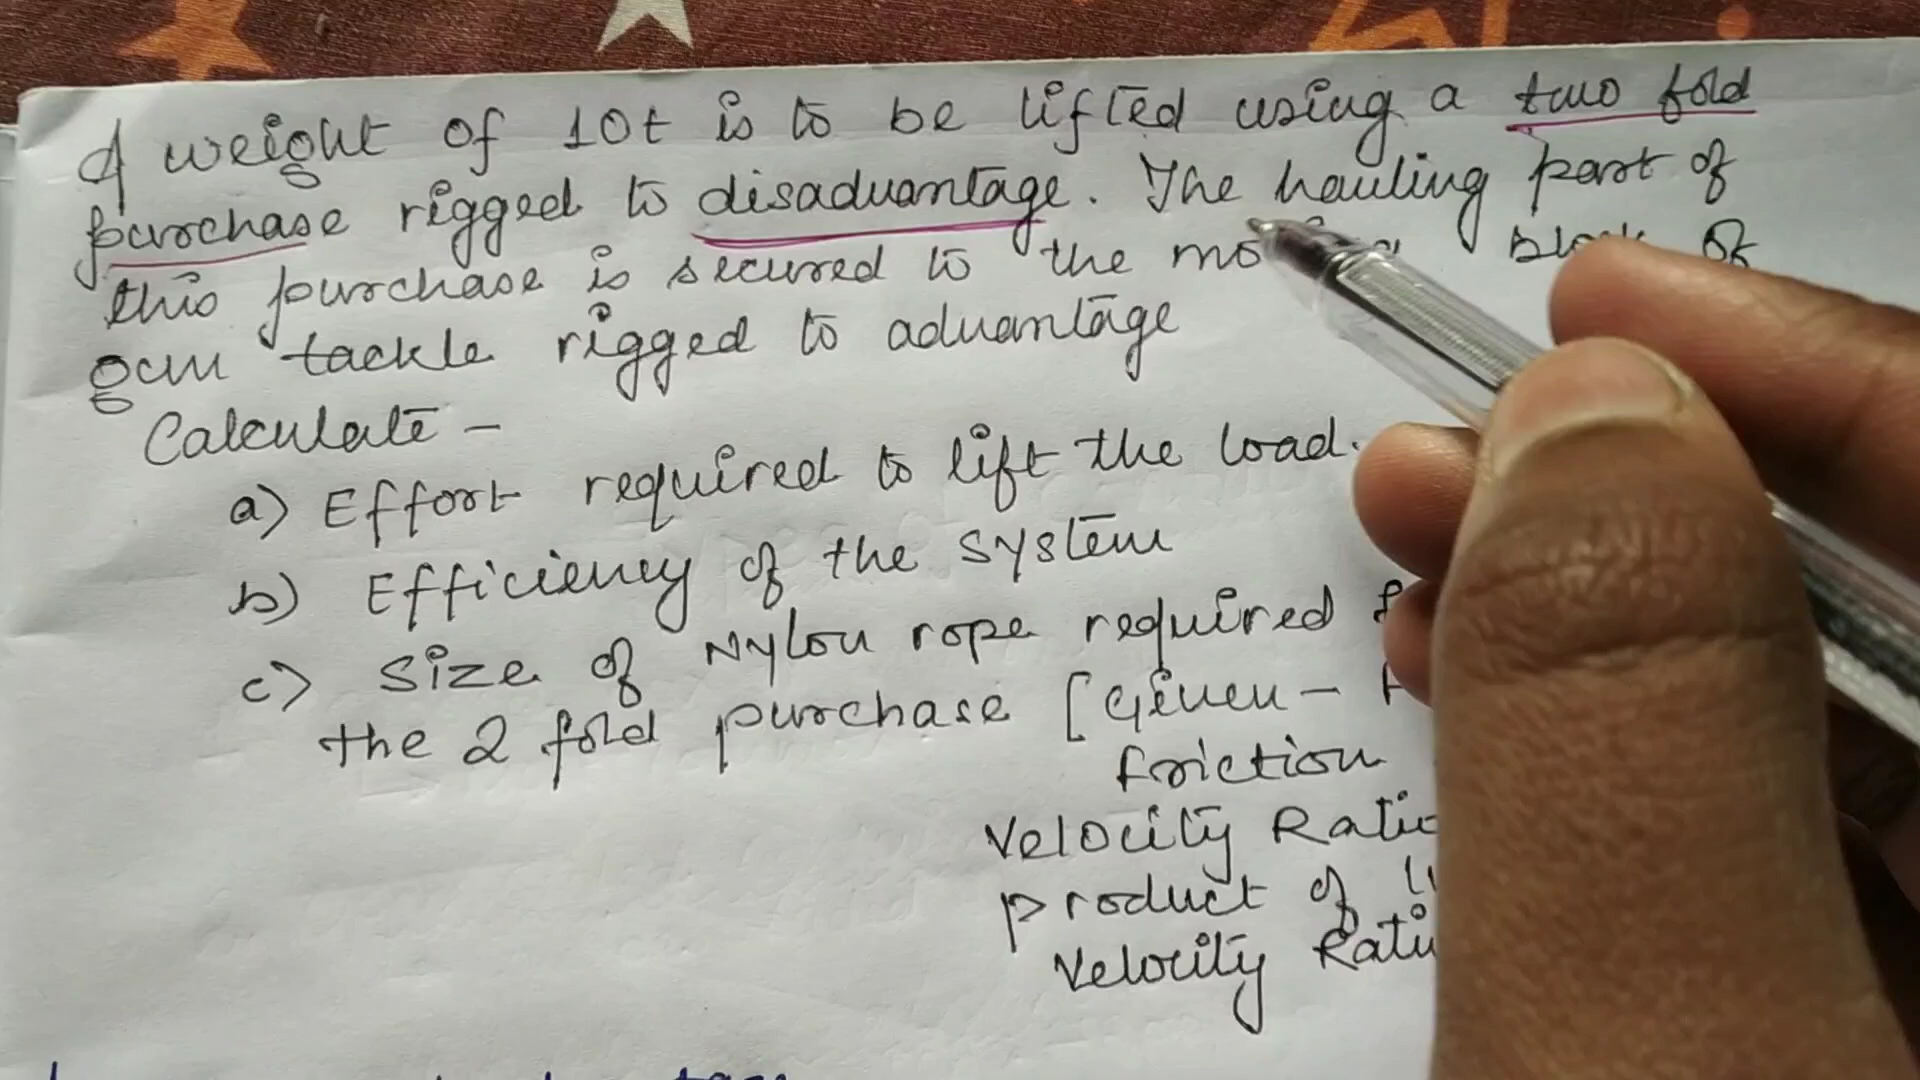 A weight of 10t is to be lifted using a two fold
purchase rigged to disadvantage. The hauling part of
this purchase is secured to the of
gun tackle rigged to advantage
Calculate -
a) Effort required to lift the load.
b) Efficiency of the system
c) Size of Nylon rope required
the 2 fold purchase [Given -
friction
Velocity
product of
Velocity